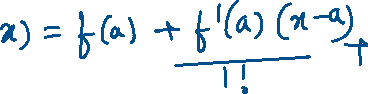 x) = f(a) + f'(a) (x-a) / 1! +